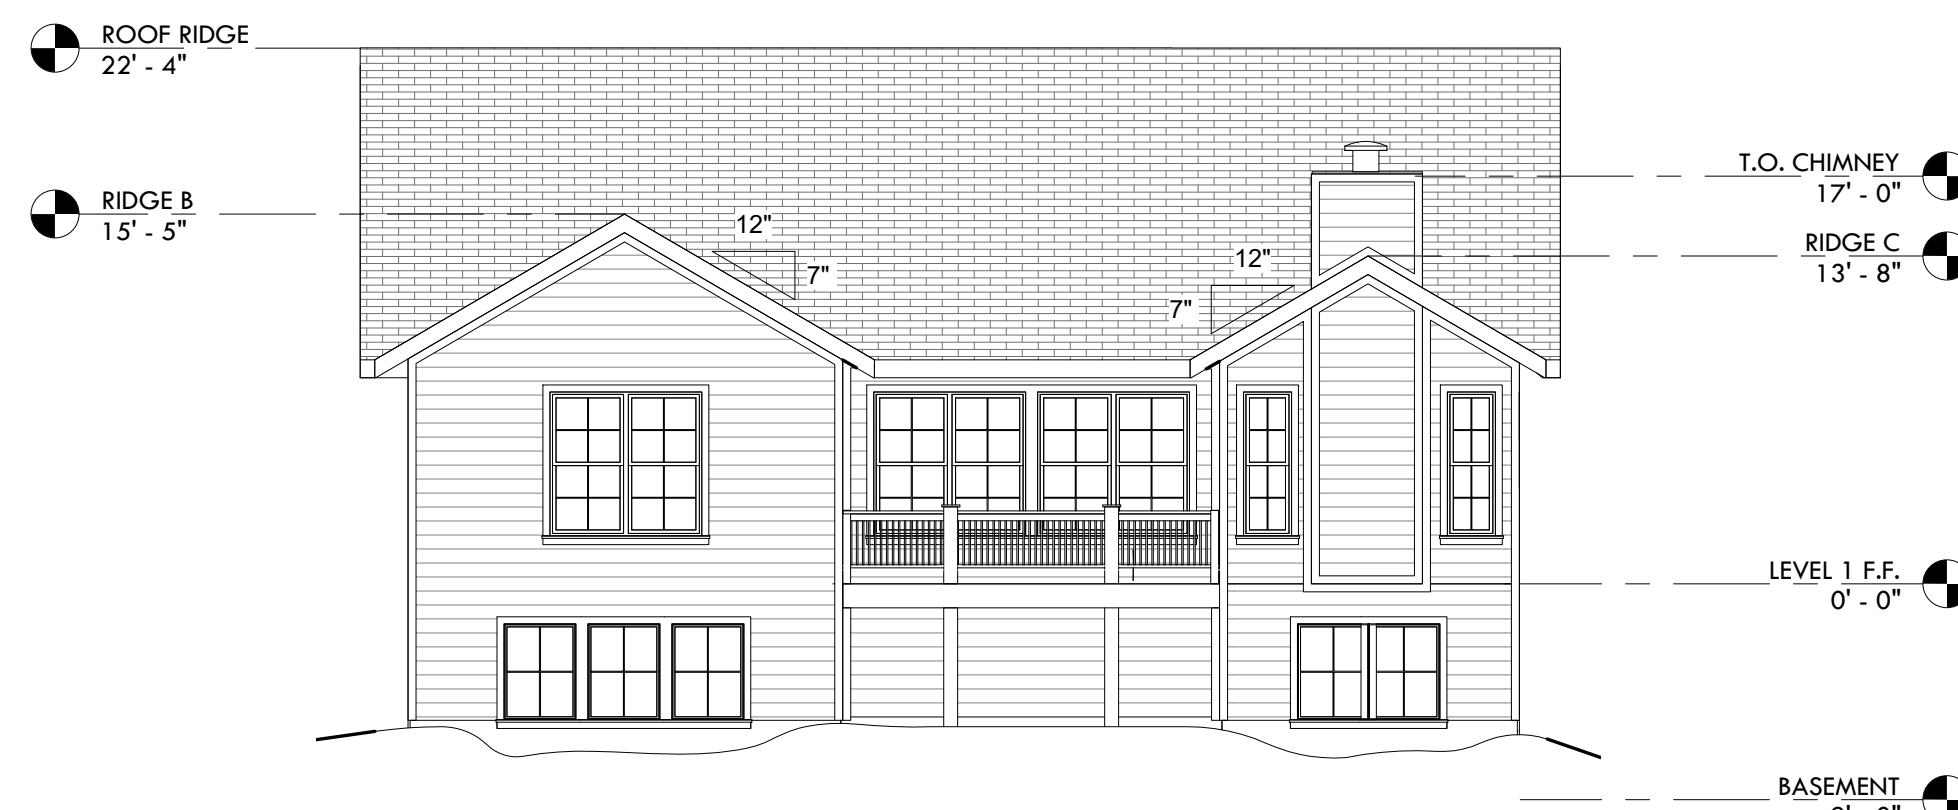 ROOF RIDGE
22' - 4"
RIDGE B
15' - 5"
12"
7"
12"
7"
T.O. CHIMNEY
17' - 0"
RIDGE C
13' - 8"
LEVEL 1 F.F.
0' - 0"
BASEMENT